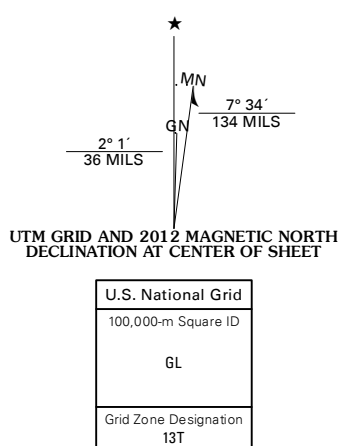 ★
MN
7° 34´
134 MILS
GN
2° 1´
36 MILS
UTM GRID AND 2012 MAGNETIC NORTH
DECLINATION AT CENTER OF SHEET
U.S. National Grid
100,000-m Square ID
GL
Grid Zone Designation
13T